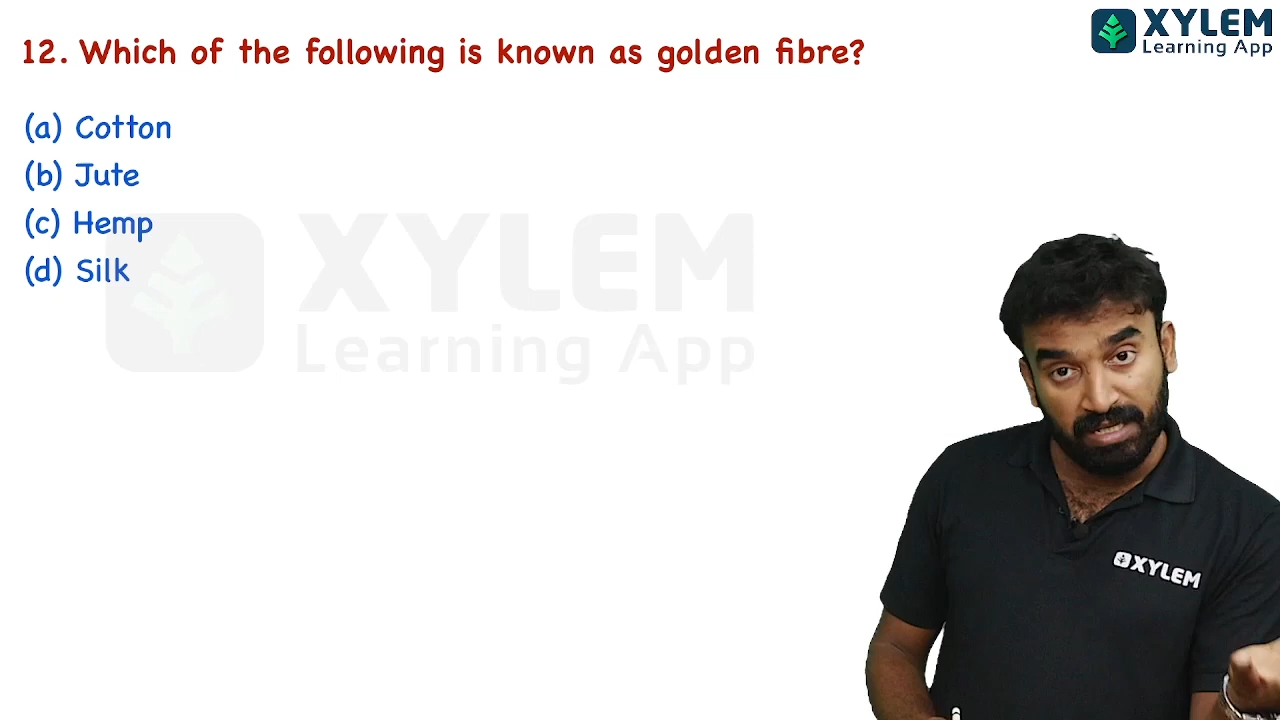 XYLEM
Learning App
12. Which of the following is known as golden fibre?
(a) Cotton
(b) Jute
(c) Hemp
(d) Silk
XYLEM
Learning App
XYLEM